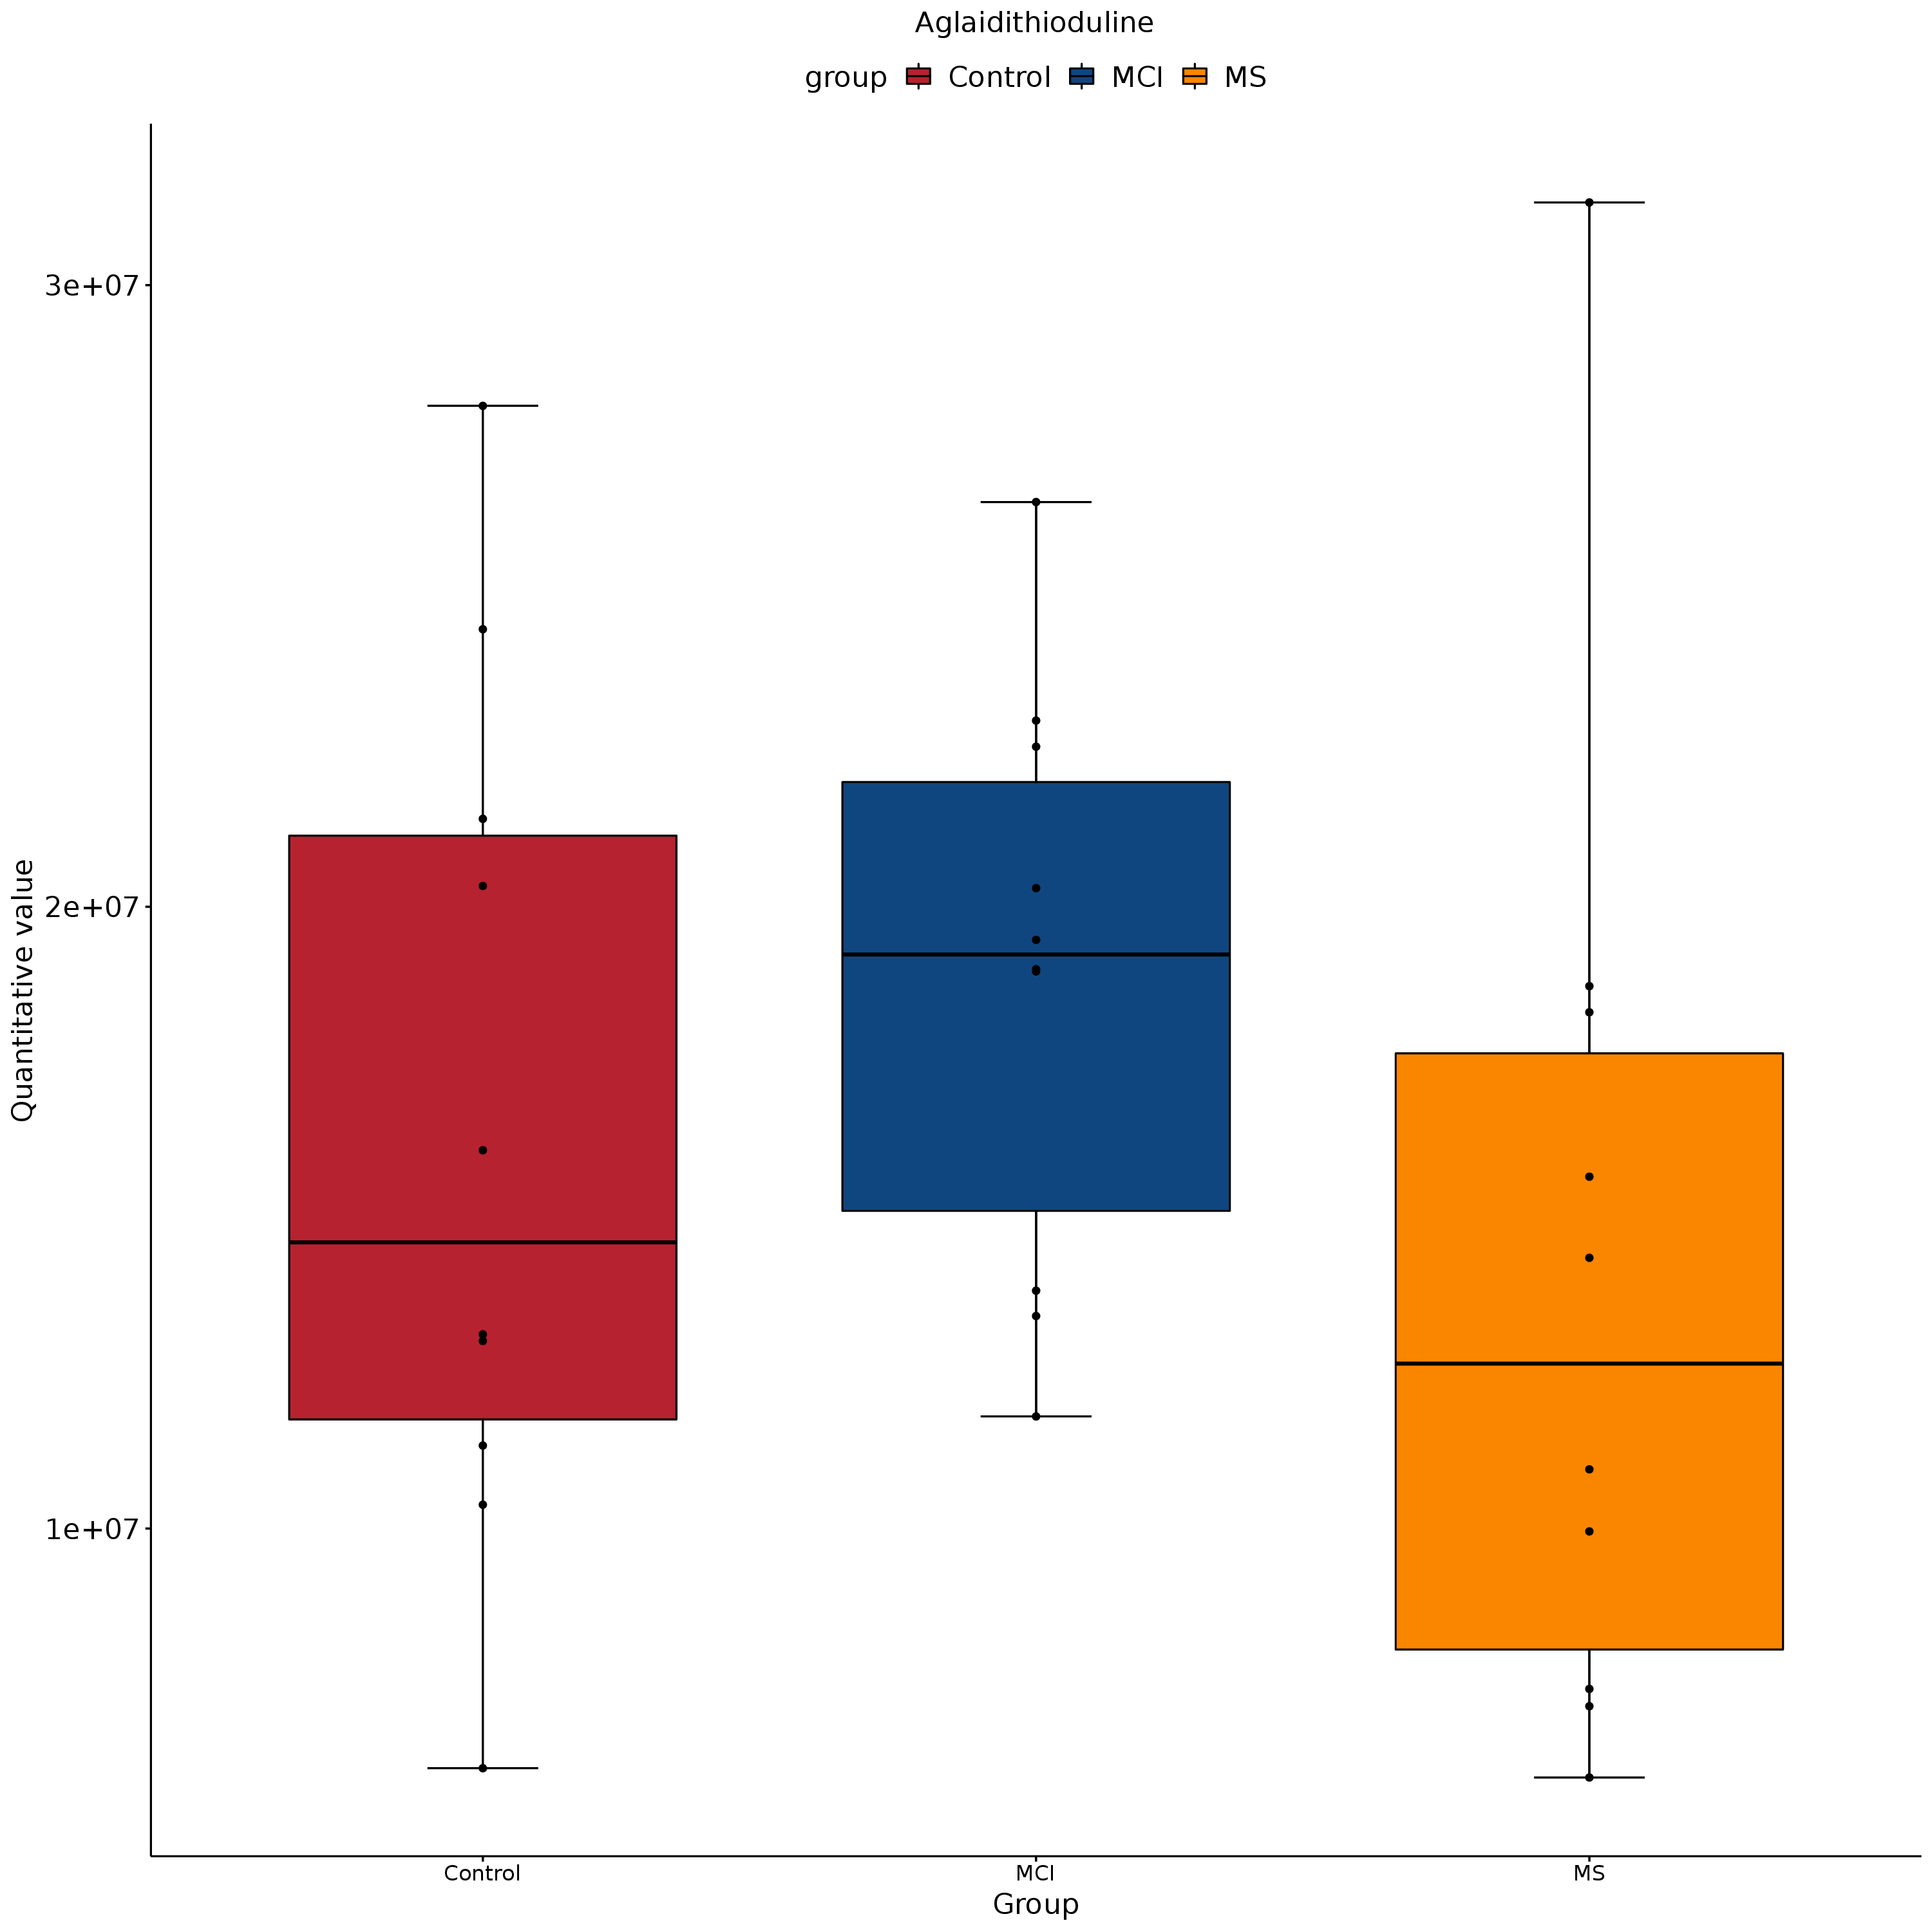 Aglaidithioduline
group Control MCI MS
Quantitative value
3e+07
2e+07
1e+07
Control MCI MS
Group